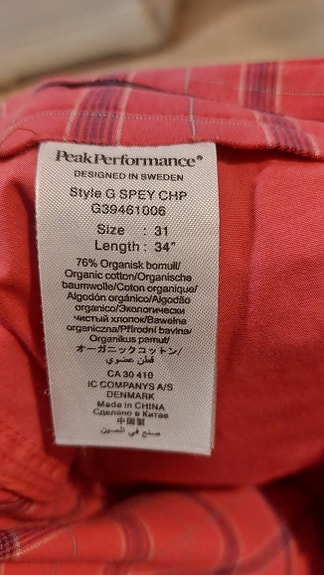 PeakPerformance®
DESIGNED IN SWEDEN
Style G SPEY CHP
G39461006
Size : 31
Length : 34"
76% Organisk bomull/
Organic cotton/Organische
baumwolle/Coton organique/
Algodón orgánico/Algodão
organico/Экологически
чистый хлопок/Bawełna
organiczna/Přírodní bavlna/
Organikus pamut/
オーガニックコットン/
قطن عضوي/
CA 30 410
IC COMPANYS A/S
DENMARK
Made in CHINA
Сделано в Китае
中国製
صنع في الصين